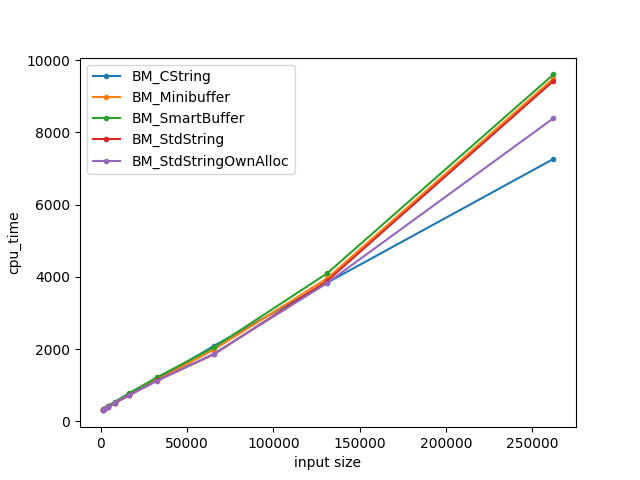 10000
8000
6000
4000
2000
0
cpu_time
BM_CString
BM_Minibuffer
BM_SmartBuffer
BM_StdString
BM_StdStringOwnAlloc
0 50000 100000 150000 200000 250000
input size